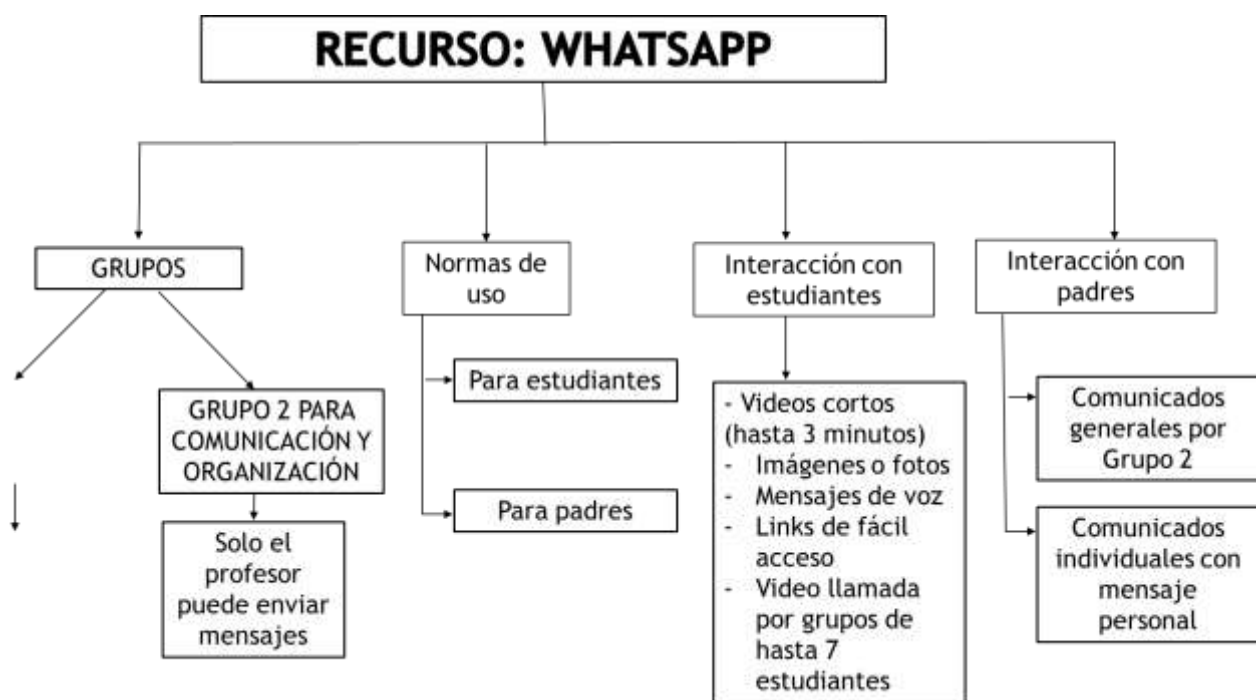 RECURSO: WHATSAPP
GRUPOS
GRUPO 2 PARA
COMUNICACIÓN Y
ORGANIZACIÓN
Solo el
profesor
puede enviar
mensajes
Normas de
uso
Para estudiantes
Para padres
Interacción con
estudiantes
- Videos cortos
(hasta 3 minutos)
- Imágenes o fotos
- Mensajes de voz
- Links de fácil
acceso
- Video llamada
por grupos de
hasta 7
estudiantes
Interacción con
padres
Comunicados
generales por
Grupo 2
Comunicados
individuales con
mensaje
personal